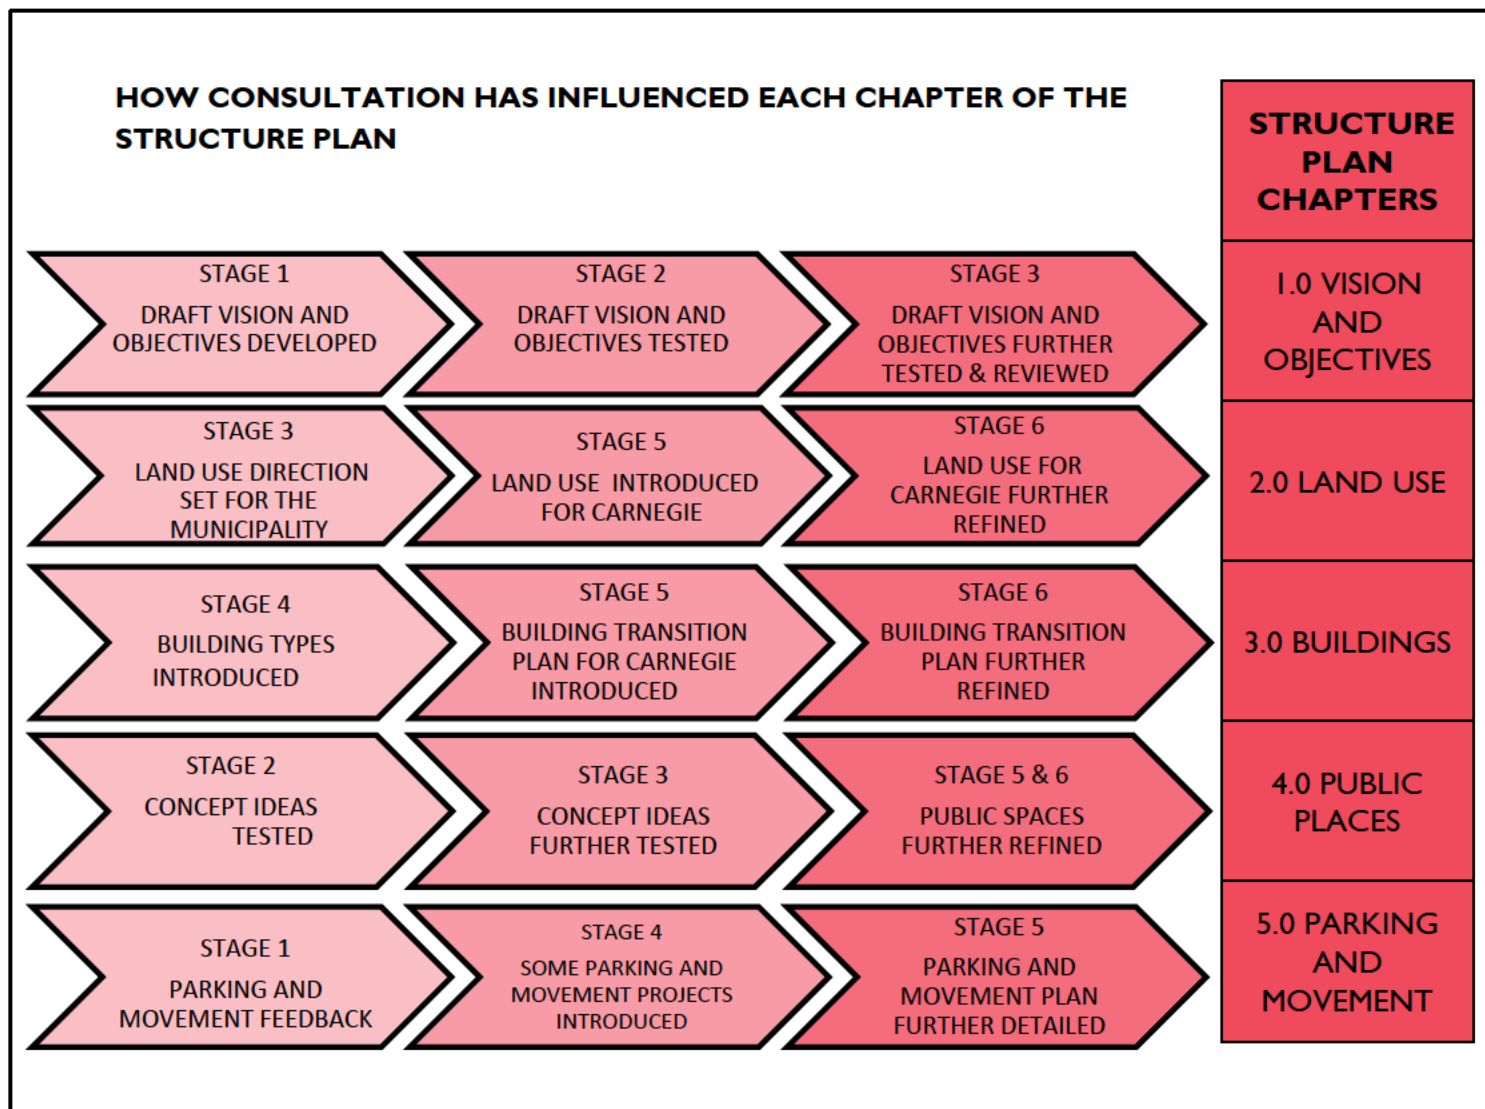 HOW CONSULTATION HAS INFLUENCED EACH CHAPTER OF THE
STRUCTURE PLAN
STRUCTURE
PLAN
CHAPTERS
STAGE 1
DRAFT VISION AND
OBJECTIVES DEVELOPED
STAGE 2
DRAFT VISION AND
OBJECTIVES TESTED
STAGE 3
DRAFT VISION AND
OBJECTIVES FURTHER
TESTED & REVIEWED
1.0 VISION
AND
OBJECTIVES
STAGE 3
LAND USE DIRECTION
SET FOR THE
MUNICIPALITY
STAGE 5
LAND USE INTRODUCED
FOR CARNEGIE
STAGE 6
LAND USE FOR
CARNEGIE FURTHER
REFINED
2.0 LAND USE
STAGE 4
BUILDING TYPES
INTRODUCED
STAGE 5
BUILDING TRANSITION
PLAN FOR CARNEGIE
INTRODUCED
STAGE 6
BUILDING TRANSITION
PLAN FURTHER
REFINED
3.0 BUILDINGS
STAGE 2
CONCEPT IDEAS
TESTED
STAGE 3
CONCEPT IDEAS
FURTHER TESTED
STAGE 5 & 6
PUBLIC SPACES
FURTHER REFINED
4.0 PUBLIC
PLACES
STAGE 1
PARKING AND
MOVEMENT FEEDBACK
STAGE 4
SOME PARKING AND
MOVEMENT PROJECTS
INTRODUCED
STAGE 5
PARKING AND
MOVEMENT PLAN
FURTHER DETAILED
5.0 PARKING
AND
MOVEMENT